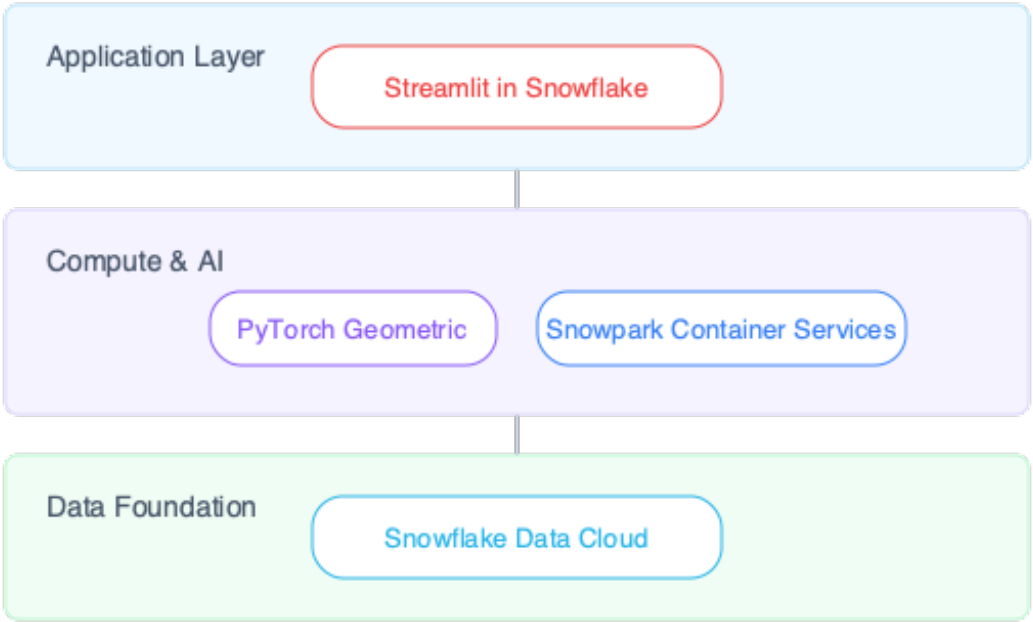 Application Layer
Streamlit in Snowflake
Compute & AI
PyTorch Geometric
Snowpark Container Services
Data Foundation
Snowflake Data Cloud